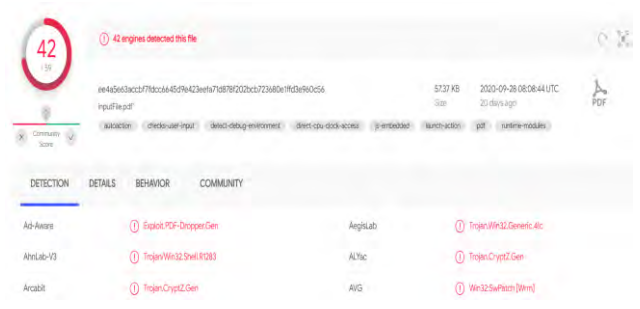 42
/ 59
Community
Score
42 engines detected this file
inputFile.pdf"
57.37 KB
Size
2020-09-28 08:08:44 UTC
20 days ago
PDF
autoaction checks-user-input detect-debug-environment direct-cpu-clock-access js-embedded launch-action pdf runtime-modules
DETECTION DETAILS BEHAVIOR COMMUNITY
Ad-Aware Exploit.PDF-Dropper.Gen AegisLab Trojan.Win32.Generic.4!c
AhnLab-V3 Trojan/Win32.Shell.R1283 ALYac Trojan.CryptZ.Gen
Arcabit Trojan.CryptZ.Gen AVG Win32:SwPatch [Wrm]